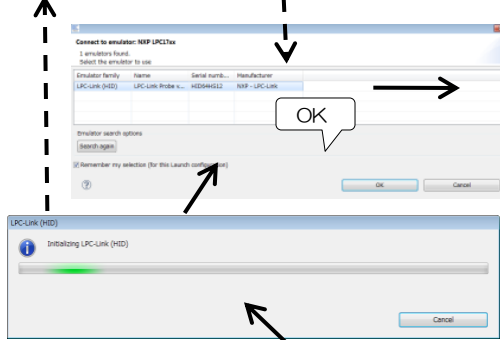 Connect to emulator: NXP LPC17xx
1 emulators found.
Select the emulator to use
Emulator family Name Serial numb... Manufacturer
LPC-Link (HID) LPC-Link Probe v... HID64HS12 NXP - LPC-Link
OK
Emulator search options
Search again
Remember my selection (for this Launch configuration)
OK Cancel
LPC-Link (HID)
Initializing LPC-Link (HID)
Cancel